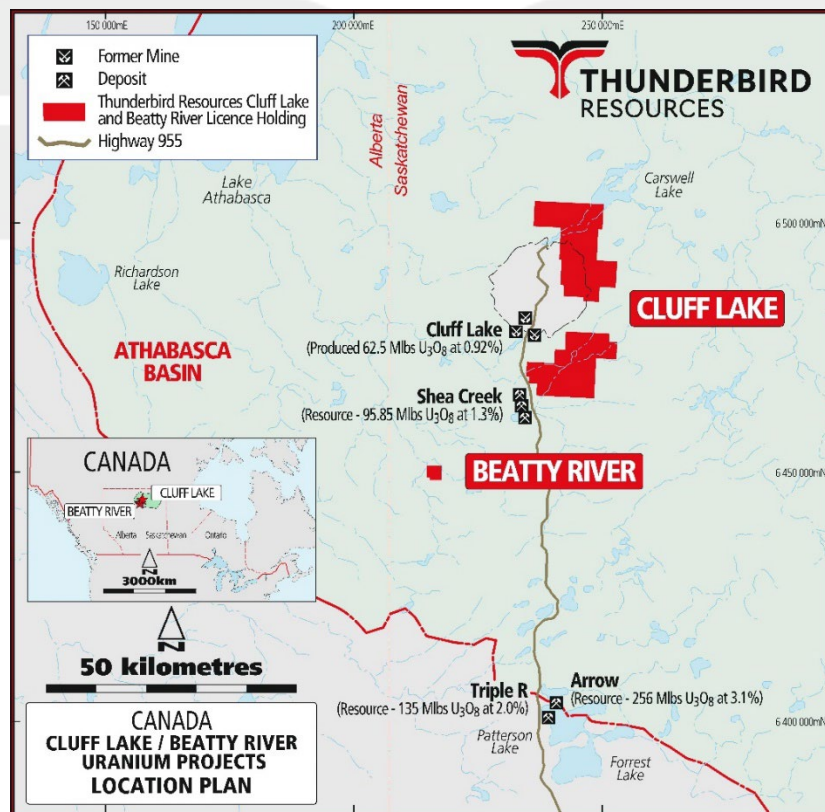 150 000mE
200 000mE
250 000mE
Former Mine
Deposit
Thunderbird Resources Cluff Lake
and Beatty River Licence Holding
Highway 955
THUNDERBIRD
RESOURCES
Alberta
Saskatchewan
Lake
Athabasca
Carswell
Lake
6 500 000mN
Richardson
Lake
CLUFF LAKE
Cluff Lake
(Produced 62.5 Mlbs U₃O₈ at 0.92%)
ATHABASCA
BASIN
Shea Creek
(Resource - 95.85 Mlbs U₃O₈ at 1.3%)
BEATTY RIVER
6 450 000mN
CANADA
CLUFF LAKE
BEATTY RIVER
Alberta
Saskatchewan
Ontario
N
3000km
N
50 kilometres
Triple R
(Resource - 135 Mlbs U₃O₈ at 2.0%)
Arrow
(Resource - 256 Mlbs U₃O₈ at 3.1%)
6 400 000mN
Patterson
Lake
Forrest
Lake
CANADA
CLUFF LAKE / BEATTY RIVER
URANIUM PROJECTS
LOCATION PLAN